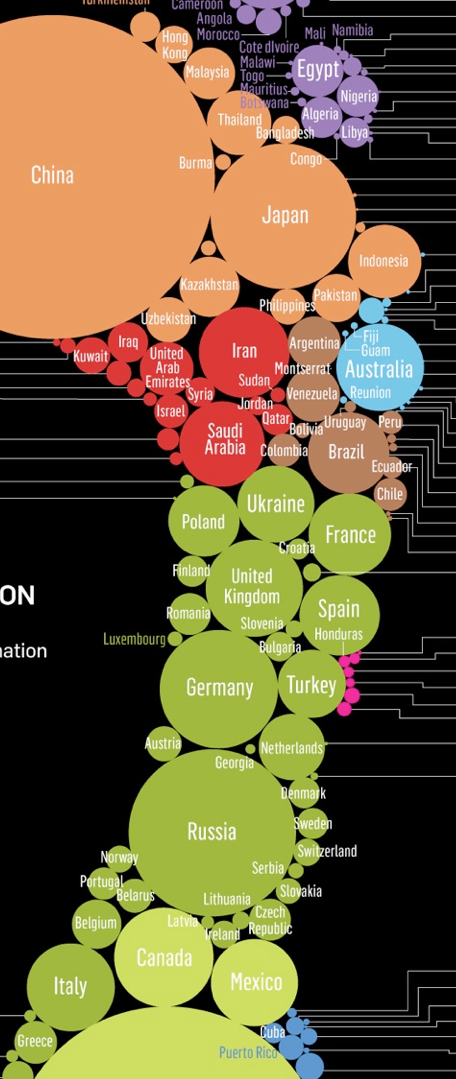 Turkmenistan
Cameroon
Angola
Morocco
Hong
Kong
Malaysia
Cote dIvoire
Mali
Namibia
Malawi
Togo
Mauritius
Botswana
Egypt
Nigeria
Algeria
Libya
Thailand
Bangladesh
Burma
Congo
China
Japan
Indonesia
Kazakhstan
Philippines
Pakistan
Uzbekistan
Kuwait
Iraq
United
Arab
Emirates
Iran
Argentina
Fiji
Guam
Montserrat
Australia
Syria
Sudan
Venezuela
Reunion
Israel
Jordan
Qatar
Uruguay
Peru
Bolivia
Saudi
Arabia
Colombia
Brazil
Ecuador
Chile
Poland
Ukraine
France
Croatia
Finland
United
Kingdom
ON
Romania
Spain
Slovenia
Honduras
Luxembourg
Bulgaria
nation
Germany
Turkey
Austria
Georgia
Netherlands
Denmark
Russia
Sweden
Switzerland
Norway
Serbia
Portugal
Belarus
Slovakia
Lithuania
Belgium
Latvia
Ireland
Czech
Republic
Canada
Mexico
Italy
Greece
Cuba
Puerto Rico